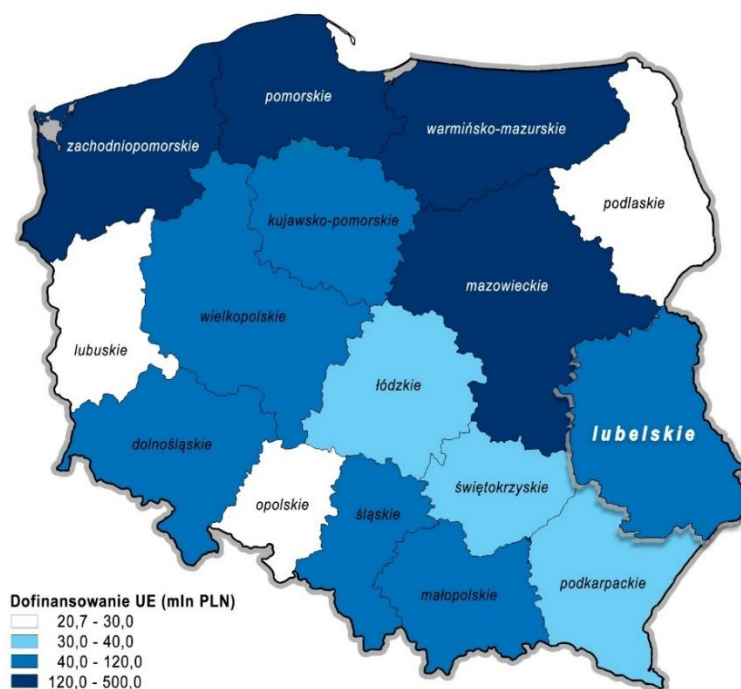 pomorskie
warmińsko-mazurskie
zachodniopomorskie
podlaskie
kujawsko-pomorskie
mazowieckie
wielkopolskie
lubuskie
łódzkie
lubelskie
dolnośląskie
świętokrzyskie
opolskie
śląskie
podkarpackie
małopolskie
Dofinansowanie UE (mln PLN)
20,7 - 30,0
30,0 - 40,0
40,0 - 120,0
120,0 - 500,0